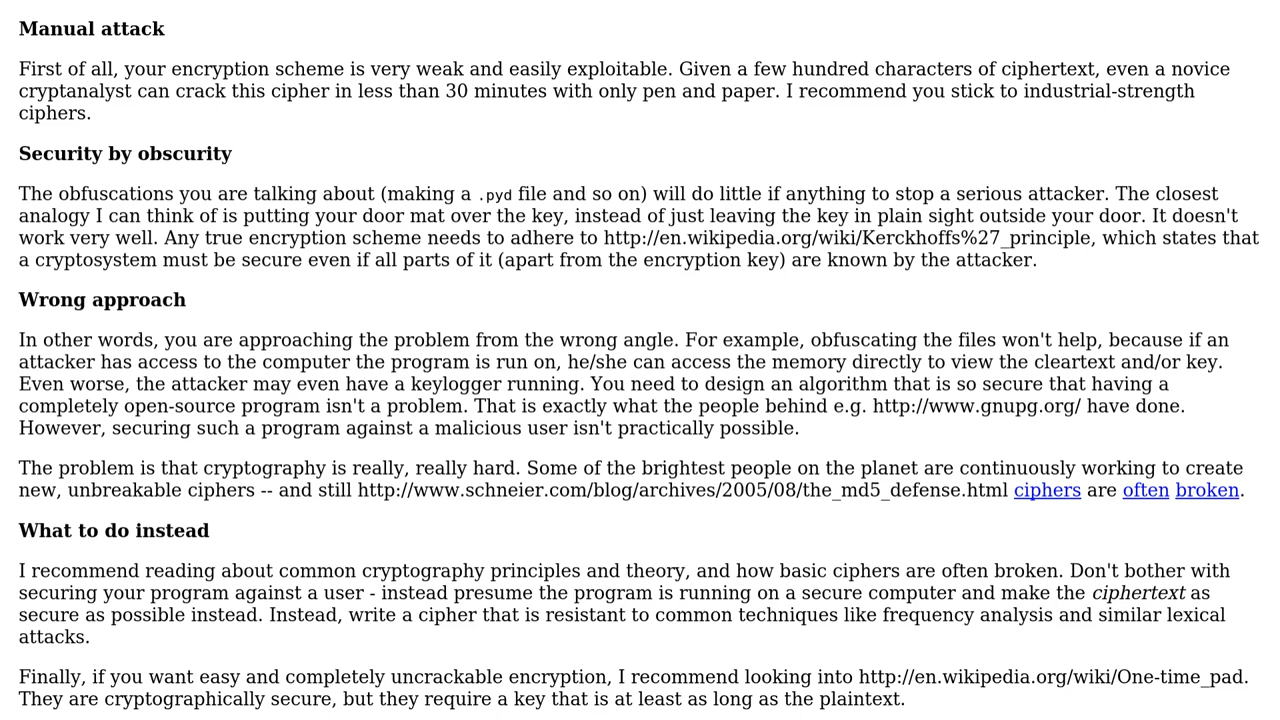 Manual attack
First of all, your encryption scheme is very weak and easily exploitable. Given a few hundred characters of ciphertext, even a novice
cryptanalyst can crack this cipher in less than 30 minutes with only pen and paper. I recommend you stick to industrial-strength
ciphers.
Security by obscurity
The obfuscations you are talking about (making a .pyd file and so on) will do little if anything to stop a serious attacker. The closest
analogy I can think of is putting your door mat over the key, instead of just leaving the key in plain sight outside your door. It doesn't
work very well. Any true encryption scheme needs to adhere to http://en.wikipedia.org/wiki/Kerckhoffs%27_principle, which states that
a cryptosystem must be secure even if all parts of it (apart from the encryption key) are known by the attacker.
Wrong approach
In other words, you are approaching the problem from the wrong angle. For example, obfuscating the files won't help, because if an
attacker has access to the computer the program is run on, he/she can access the memory directly to view the cleartext and/or key.
Even worse, the attacker may even have a keylogger running. You need to design an algorithm that is so secure that having a
completely open-source program isn't a problem. That is exactly what the people behind e.g. http://www.gnupg.org/ have done.
However, securing such a program against a malicious user isn't practically possible.
The problem is that cryptography is really, really hard. Some of the brightest people on the planet are continuously working to create
new, unbreakable ciphers -- and still http://www.schneier.com/blog/archives/2005/08/the_md5_defense.html ciphers are often broken.
What to do instead
I recommend reading about common cryptography principles and theory, and how basic ciphers are often broken. Don't bother with
securing your program against a user - instead presume the program is running on a secure computer and make the ciphertext as
secure as possible instead. Instead, write a cipher that is resistant to common techniques like frequency analysis and similar lexical
attacks.
Finally, if you want easy and completely uncrackable encryption, I recommend looking into http://en.wikipedia.org/wiki/One-time_pad.
They are cryptographically secure, but they require a key that is at least as long as the plaintext.